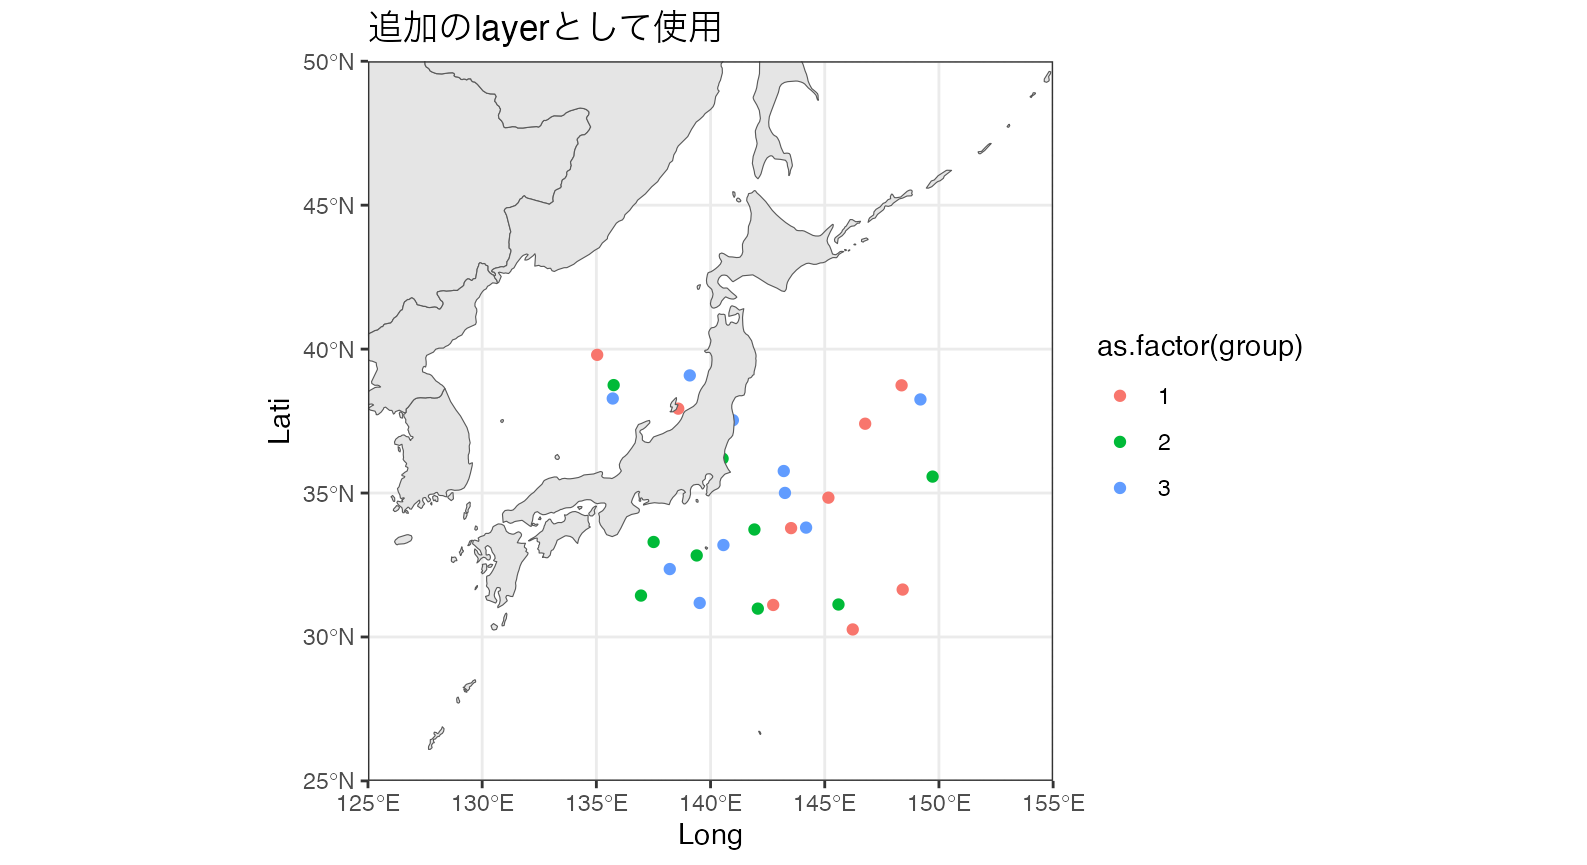 追加のlayerとして使用
50°N
45°N
40°N
35°N
30°N
25°N
Lati
125°E 130°E 135°E 140°E 145°E 150°E 155°E
Long
as.factor(group)
1
2
3